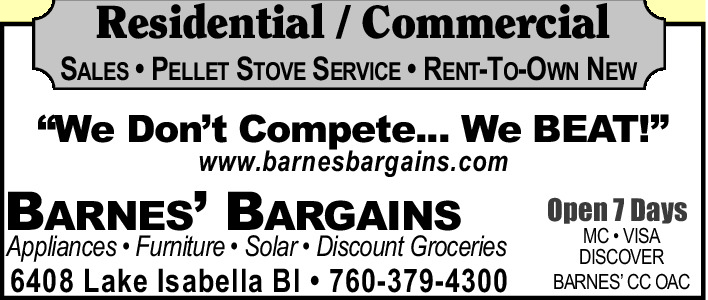 Residential / Commercial
SALES • PELLET STOVE SERVICE • RENT-TO-OWN NEW
“We Don’t Compete... We BEAT!”
www.barnesbargains.com
BARNES’ BARGAINS
Appliances • Furniture • Solar • Discount Groceries
6408 Lake Isabella Bl • 760-379-4300
Open 7 Days
MC • VISA
DISCOVER
BARNES’ CC OAC